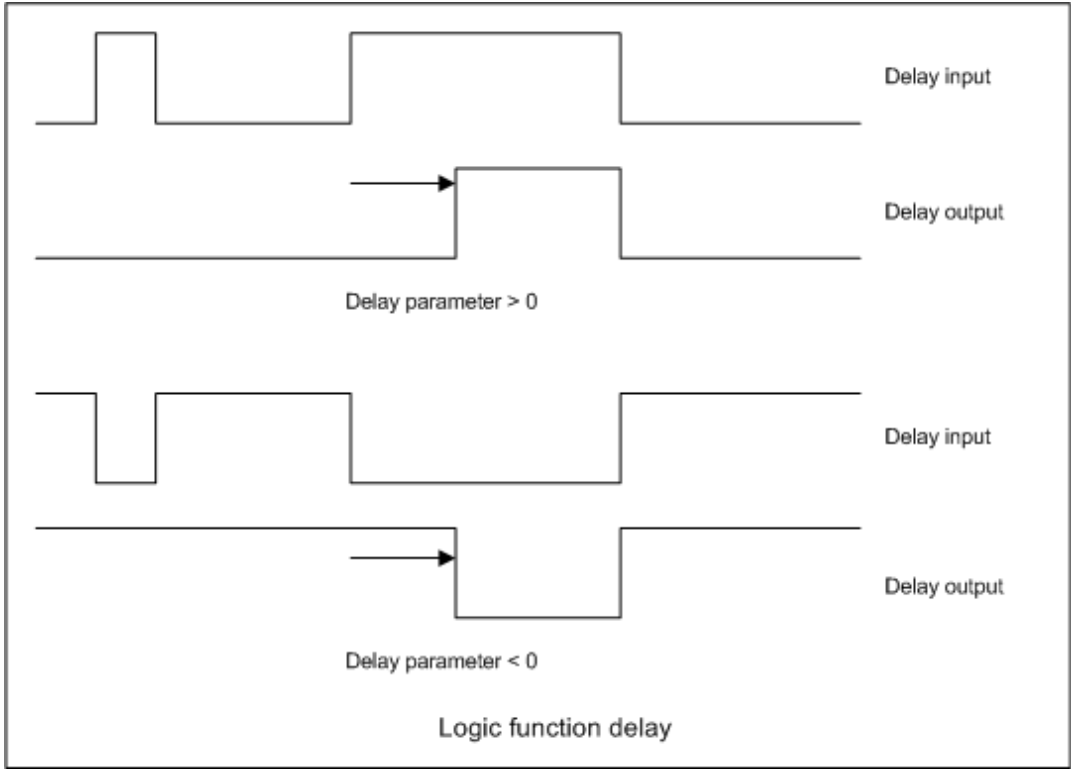 Delay input
Delay output
Delay parameter > 0
Delay input
Delay output
Delay parameter < 0
Logic function delay